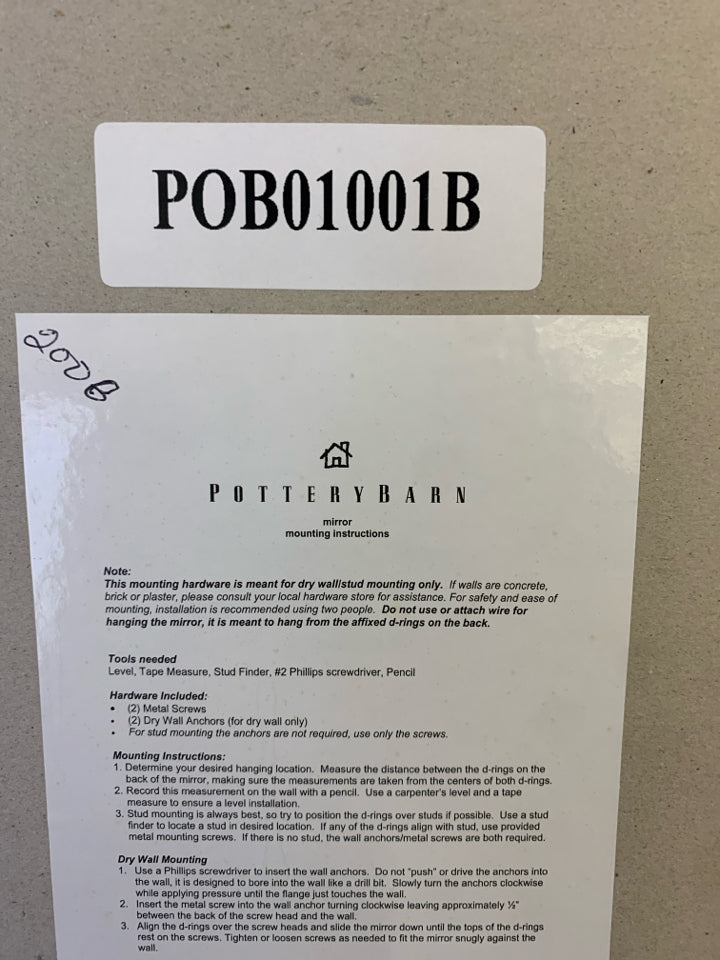 POB01001B
200B
POTTERYBARN
mirror
mounting instructions
Note:
This mounting hardware is meant for dry wall/stud mounting only. If walls are concrete,
brick or plaster, please consult your local hardware store for assistance. For safety and ease of
mounting, installation is recommended using two people. Do not use or attach wire for
hanging the mirror, it is meant to hang from the affixed d-rings on the back.
Tools needed
Level, Tape Measure, Stud Finder, #2 Phillips screwdriver, Pencil
Hardware Included:
• (2) Metal Screws
• (2) Dry Wall Anchors (for dry wall only)
• For stud mounting the anchors are not required, use only the screws.
Mounting Instructions:
1. Determine your desired hanging location. Measure the distance between the d-rings on the
back of the mirror, making sure the measurements are taken from the centers of both d-rings.
2. Record this measurement on the wall with a pencil. Use a carpenter's level and a tape
measure to ensure a level installation.
3. Stud mounting is always best, so try to position the d-rings over studs if possible. Use a stud
finder to locate a stud in desired location. If any of the d-rings align with stud, use provided
metal mounting screws. If there is no stud, the wall anchors/metal screws are both required.
Dry Wall Mounting
1. Use a Phillips screwdriver to insert the wall anchors. Do not "push" or drive the anchors into
the wall, it is designed to bore into the wall like a drill bit. Slowly turn the anchors clockwise
while applying pressure until the flange just touches the wall.
2. Insert the metal screw into the wall anchor turning clockwise leaving approximately ⅛"
between the back of the screw head and the wall.
3. Align the d-rings over the screw heads and slide the mirror down until the tops of the d-rings
rest on the screws. Tighten or loosen screws as needed to fit the mirror snugly against the
wall.